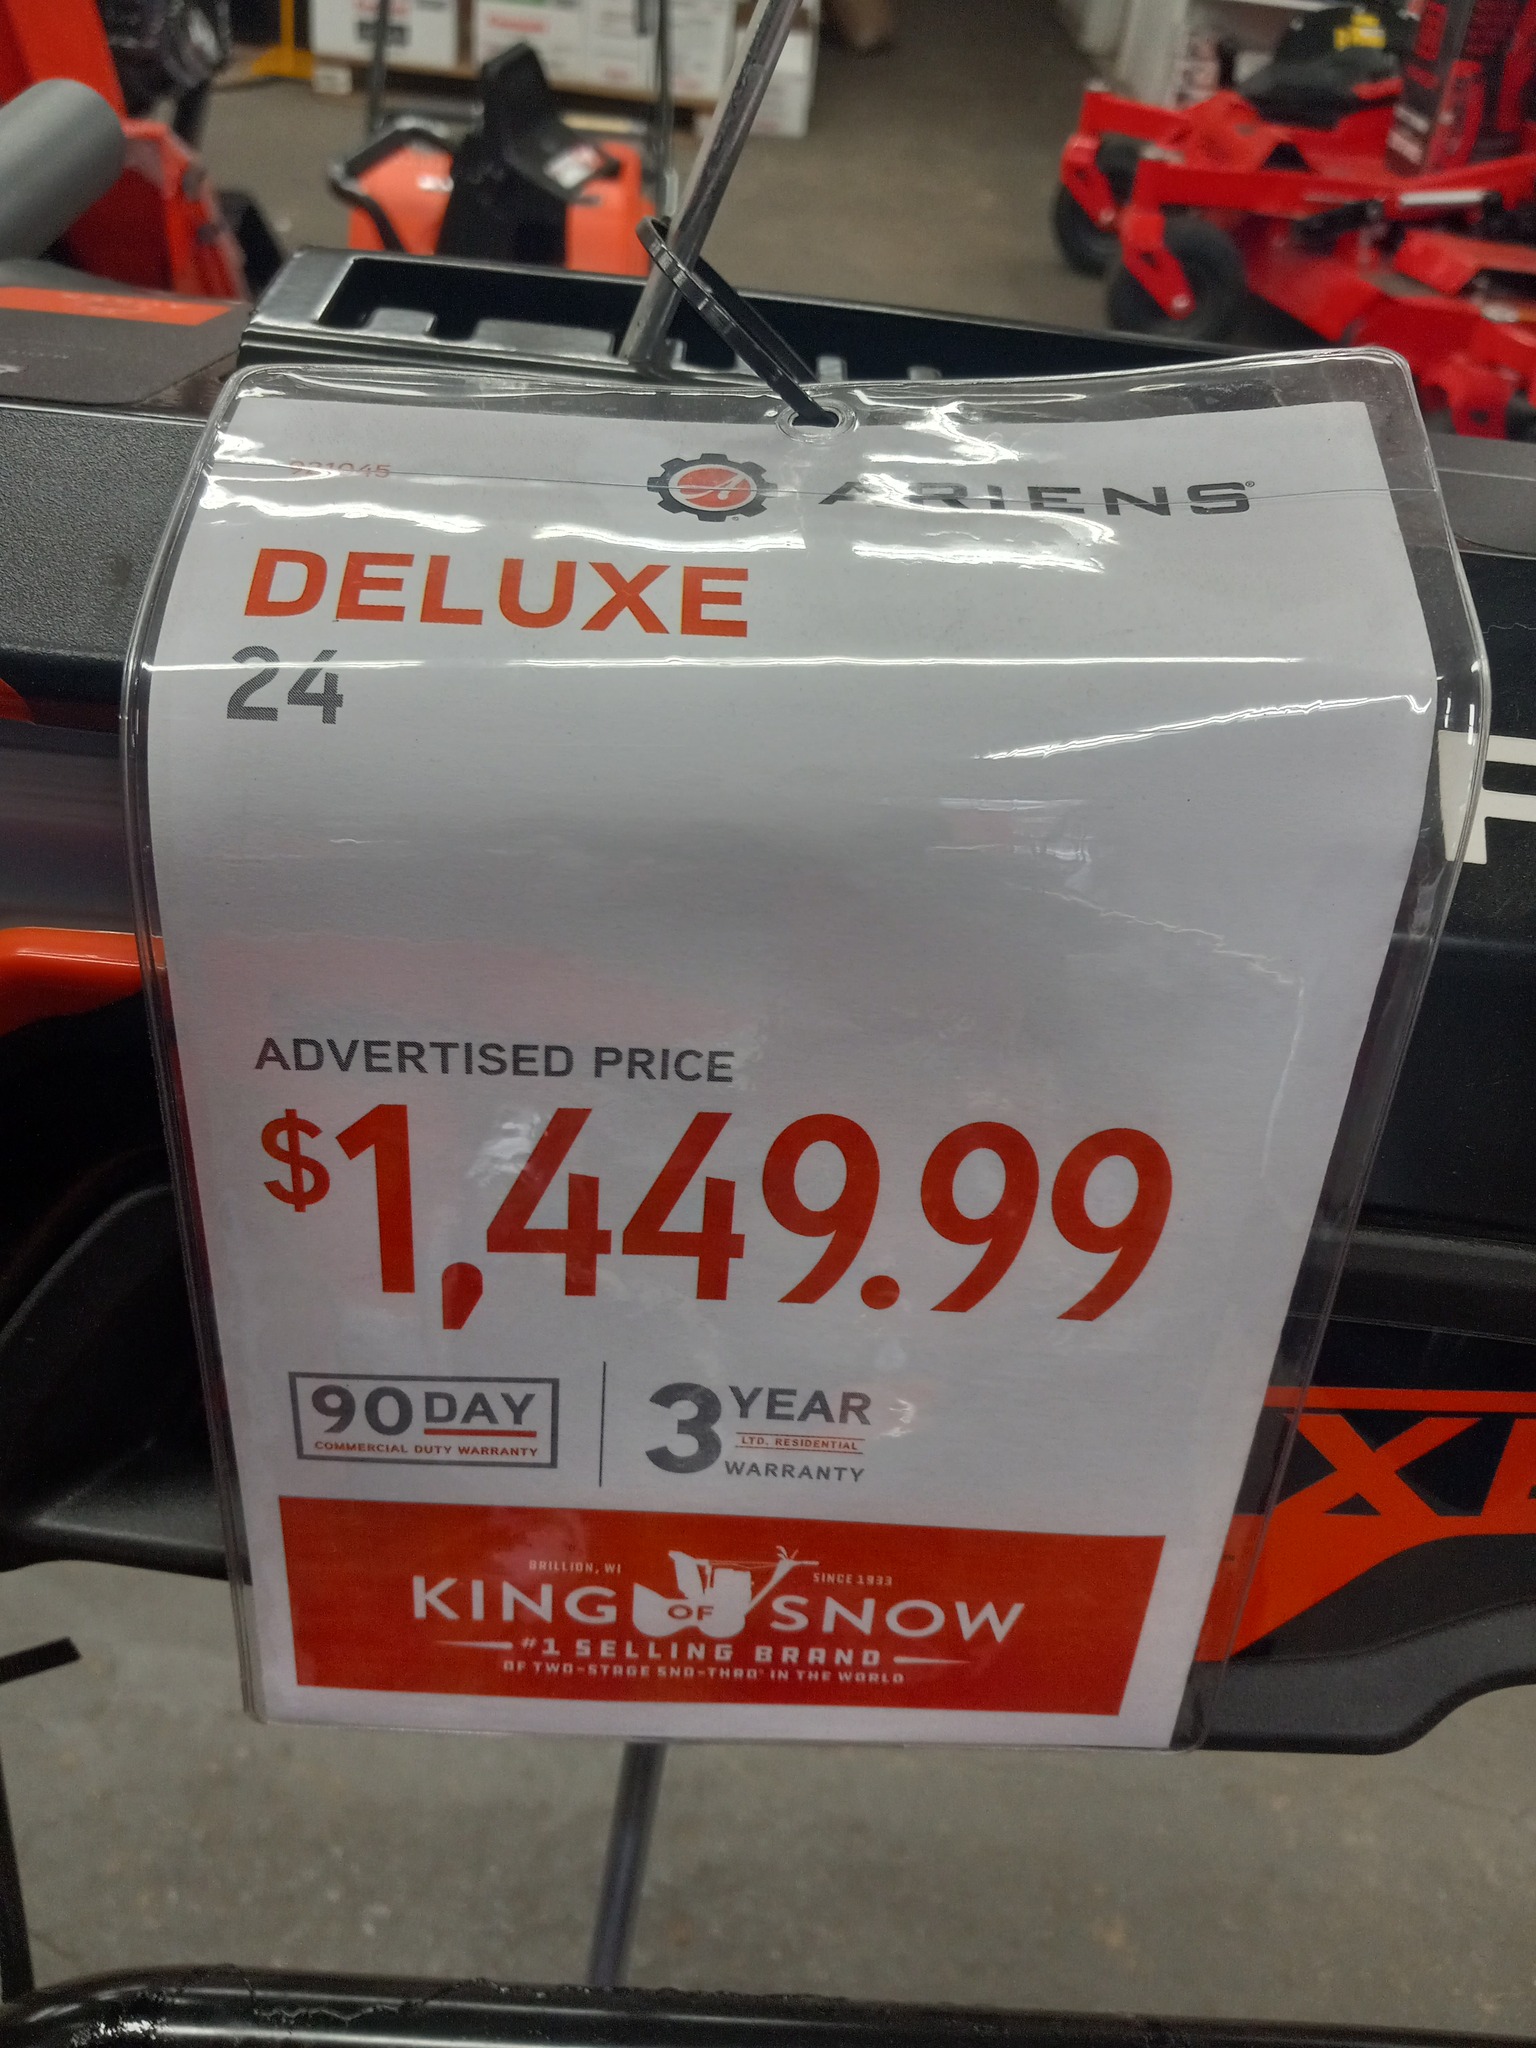 921045
ARIENS®
DELUXE
24
ADVERTISED PRICE
$1,449.99
90 DAY
COMMERCIAL DUTY WARRANTY
3 YEAR
LTD. RESIDENTIAL
WARRANTY
BRILLION, WI
SINCE 1933
KING OF SNOW
#1 SELLING BRAND
OF TWO-STAGE SNO-THRO® IN THE WORLD